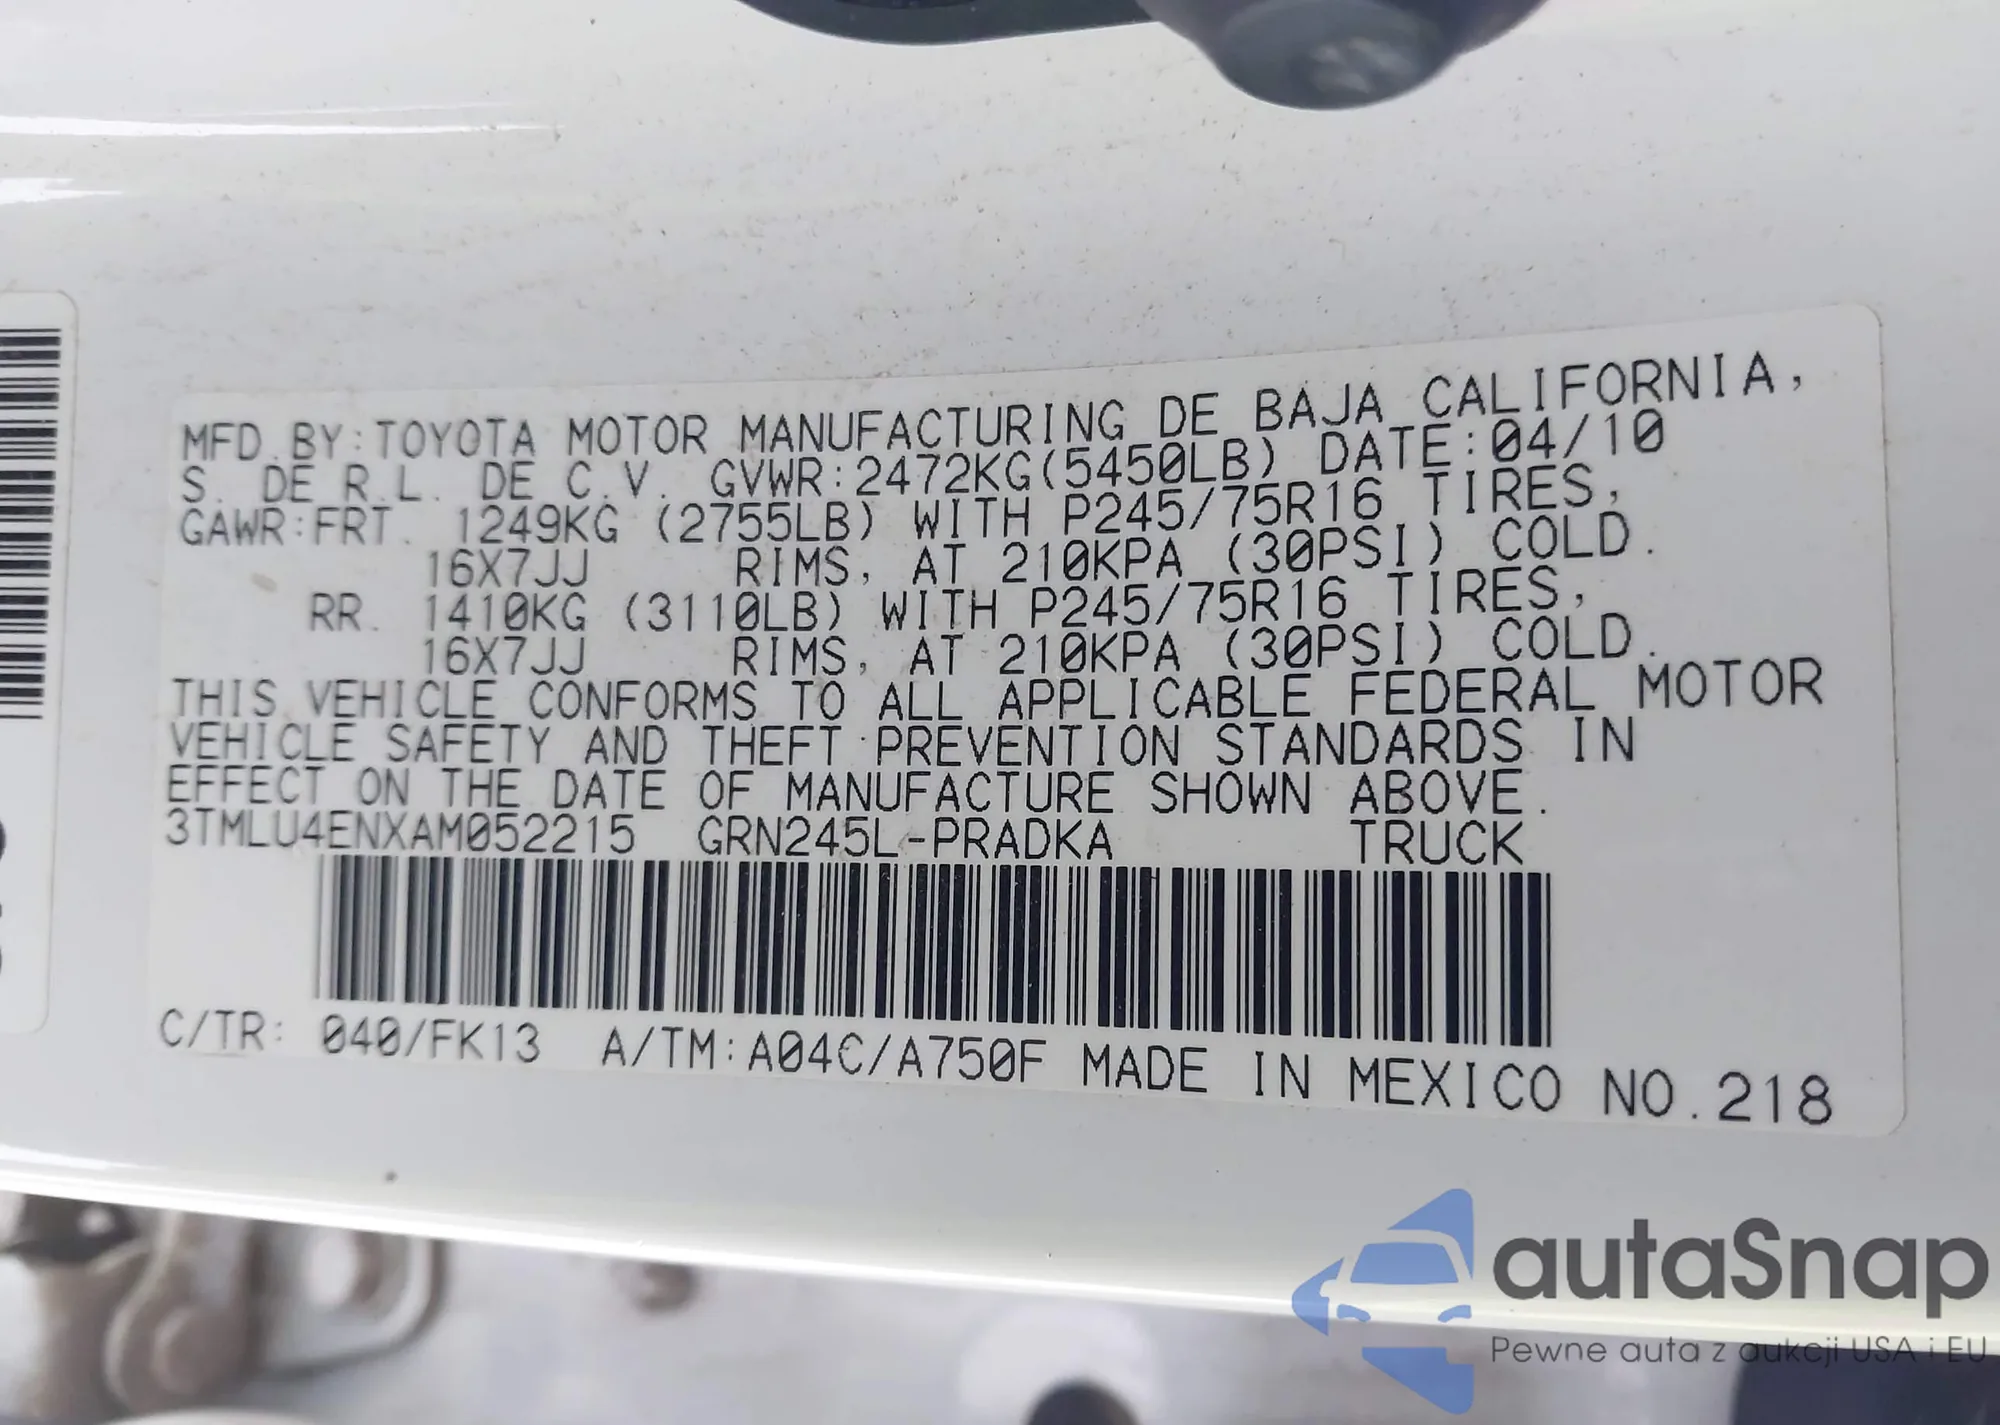 MFD.BY:TOYOTA MOTOR MANUFACTURING DE BAJA CALIFORNIA,
S. DE R.L. DE C.V. GVWR:2472KG(5450LB) DATE:04/10
GAWR:FRT. 1249KG (2755LB) WITH P245/75R16 TIRES,
16X7JJ RIMS, AT 210KPA (30PSI) COLD.
RR. 1410KG (3110LB) WITH P245/75R16 TIRES,
16X7JJ RIMS, AT 210KPA (30PSI) COLD.
THIS VEHICLE CONFORMS TO ALL APPLICABLE FEDERAL MOTOR
VEHICLE SAFETY AND THEFT PREVENTION STANDARDS IN
EFFECT ON THE DATE OF MANUFACTURE SHOWN ABOVE.
3TMLU4ENXAM052215 GRN245L-PRADKA TRUCK
C/TR: 040/FK13 A/TM:A04C/A750F MADE IN MEXICO NO.218
autaSnap
Pewne auta z aukcji USA i EU